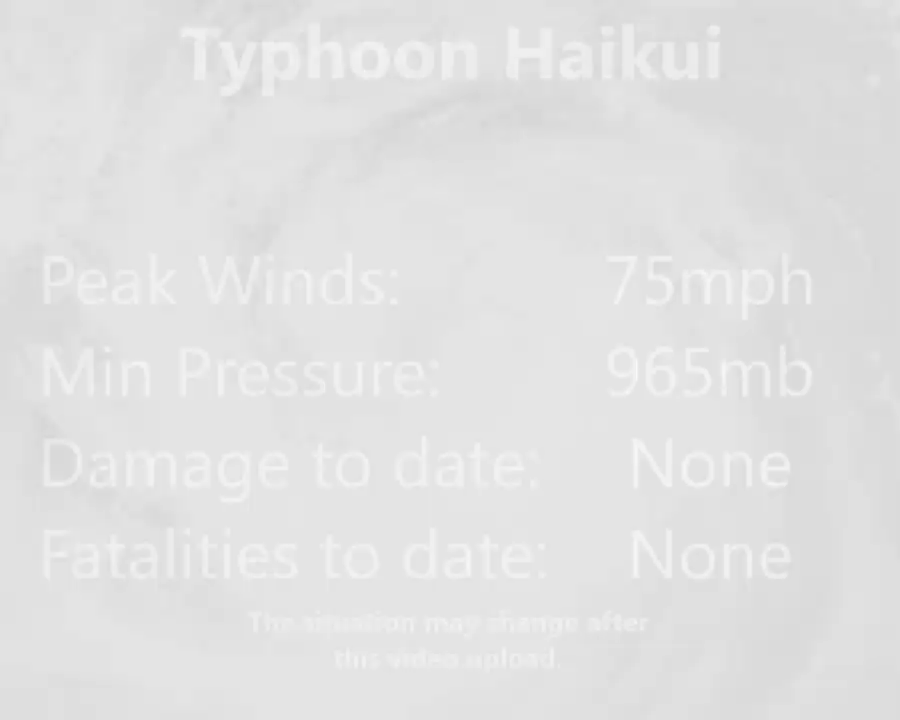 Typhoon Haikui
Peak Winds: 75mph
Min Pressure: 965mb
Damage to date: None
Fatalities to date: None
The situation may change after
this video upload.